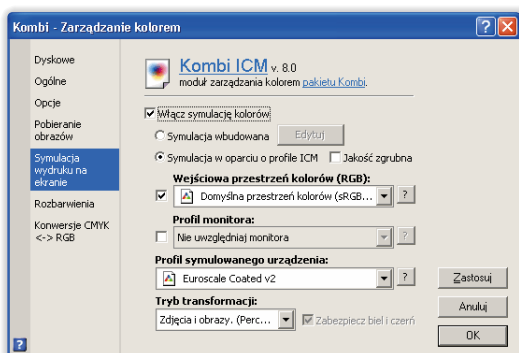 Kombi - Zarządzanie kolorem
Dyskowe
Ogólne
Opcje
Pobieranie
obrazów
Symulacja
wydruku na
ekranie
Rozbarwienia
Konwersje CMYK
<-> RGB
Kombi ICM v. 8.0
moduł zarządzania kolorem pakietu Kombi.
Włącz symulację kolorów
Symulacja wbudowana Edytuj
Symulacja w oparciu o profile ICM Jakość zgrubna
Wejściowa przestrzeń kolorów (RGB):
Domyślna przestrzeń kolorów (sRGB... ?
Profil monitora:
Nie uwzględniaj monitora ?
Profil symulowanego urządzenia:
Euroscale Coated v2 ?
Tryb transformacji:
Zdjęcia i obrazy. (Perc... Zabezpiecz biel i czerń
Zastosuj
Anuluj
OK
?